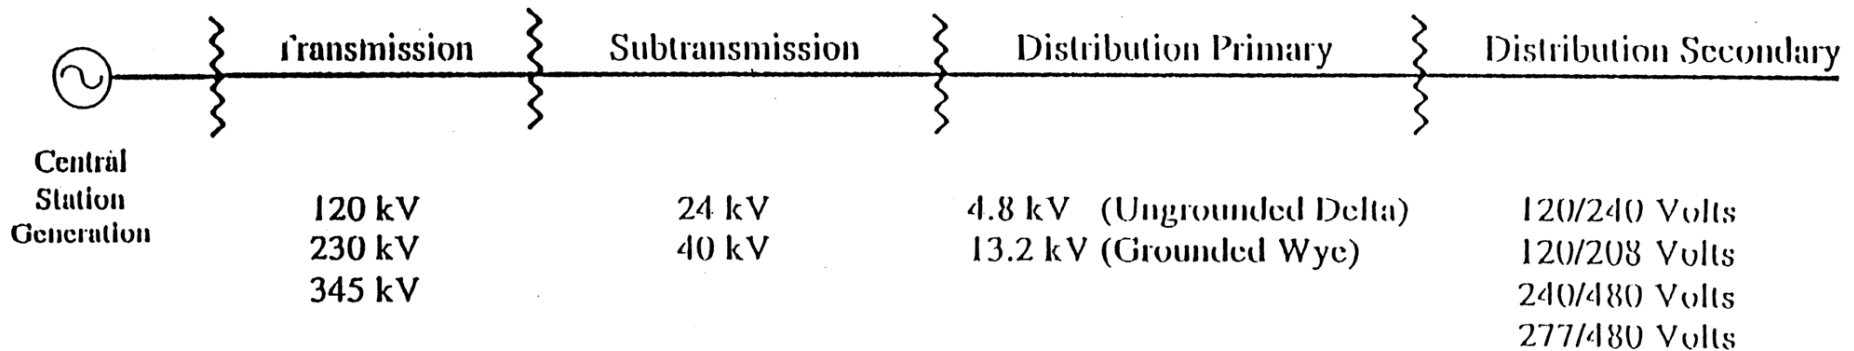 Transmission
Subtransmission
Distribution Primary
Distribution Secondary
Central
Station
Generation
120 kV
230 kV
345 kV
24 kV
40 kV
4.8 kV (Ungrounded Delta)
13.2 kV (Grounded Wye)
120/240 Volts
120/208 Volts
240/480 Volts
277/480 Volts